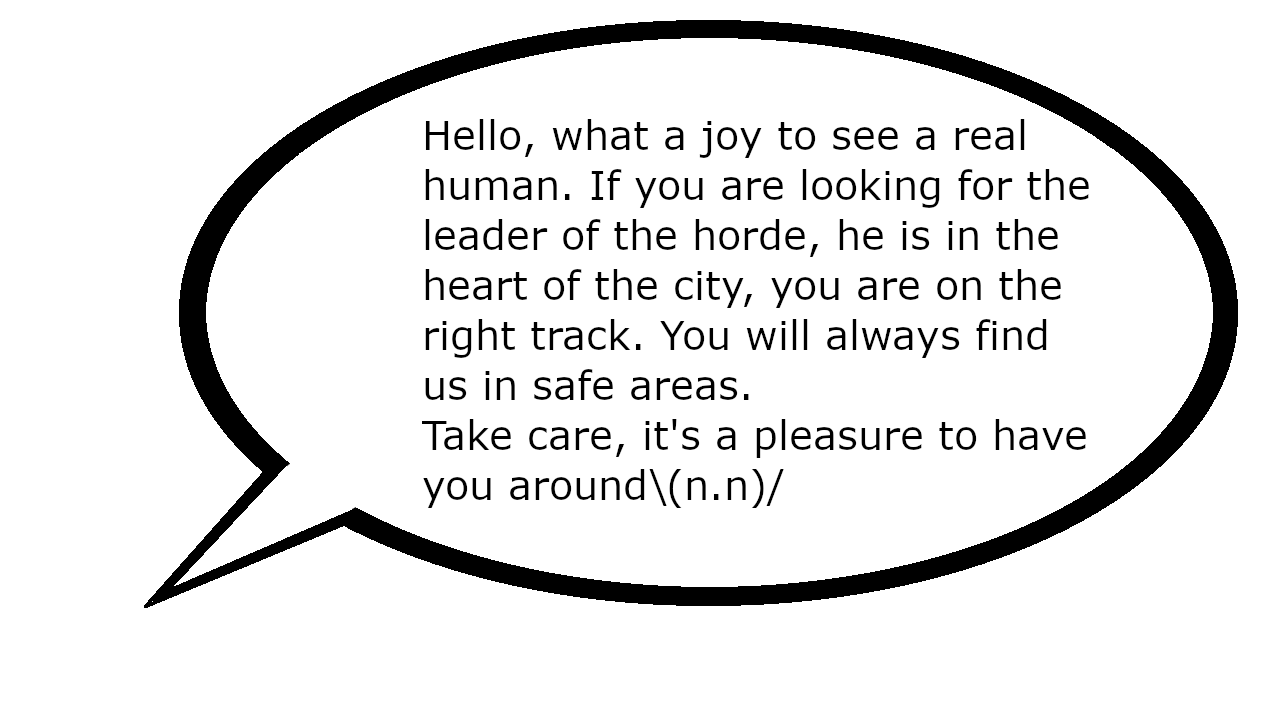 Hello, what a joy to see a real
human. If you are looking for the
leader of the horde, he is in the
heart of the city, you are on the
right track. You will always find
us in safe areas.
Take care, it's a pleasure to have
you around\(n.n)/